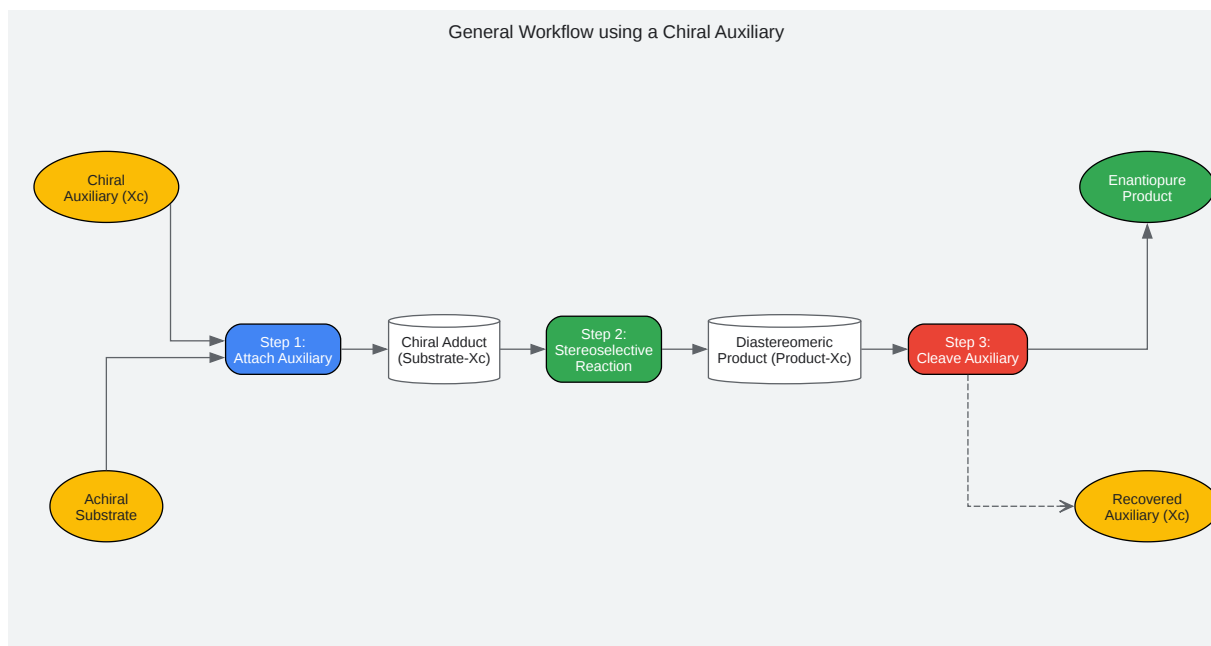 General Workflow using a Chiral Auxiliary
Chiral
Auxiliary (Xc)
Enantiopure
Product
Step 1:
Attach Auxiliary
Chiral Adduct
(Substrate-Xc)
Step 2:
Stereoselective
Reaction
Diastereomeric
Product (Product-Xc)
Step 3:
Cleave Auxiliary
Achiral
Substrate
Recovered
Auxiliary (Xc)